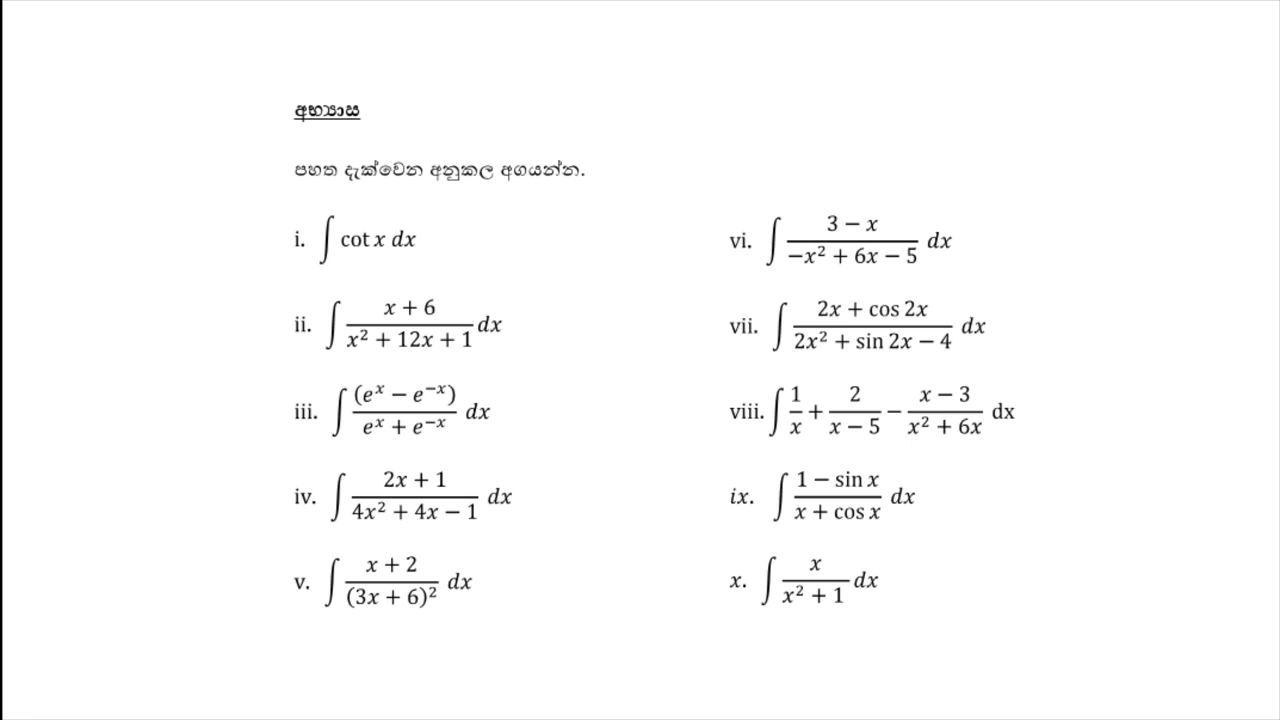 අභ්‍යාස
පහත දැක්වෙන අනුකල අගයන්න.
i. ∫ cot x dx
ii. ∫ (x + 6)/(x² + 12x + 1) dx
iii. ∫ (eˣ − e⁻ˣ)/(eˣ + e⁻ˣ) dx
iv. ∫ (2x + 1)/(4x² + 4x − 1) dx
v. ∫ (x + 2)/(3x + 6)² dx
vi. ∫ (3 − x)/(−x² + 6x − 5) dx
vii. ∫ (2x + cos 2x)/(2x² + sin 2x − 4) dx
viii. ∫ 1/x + 2/(x − 5) − (x − 3)/(x² + 6x) dx
ix. ∫ (1 − sin x)/(x + cos x) dx
x. ∫ x/(x² + 1) dx